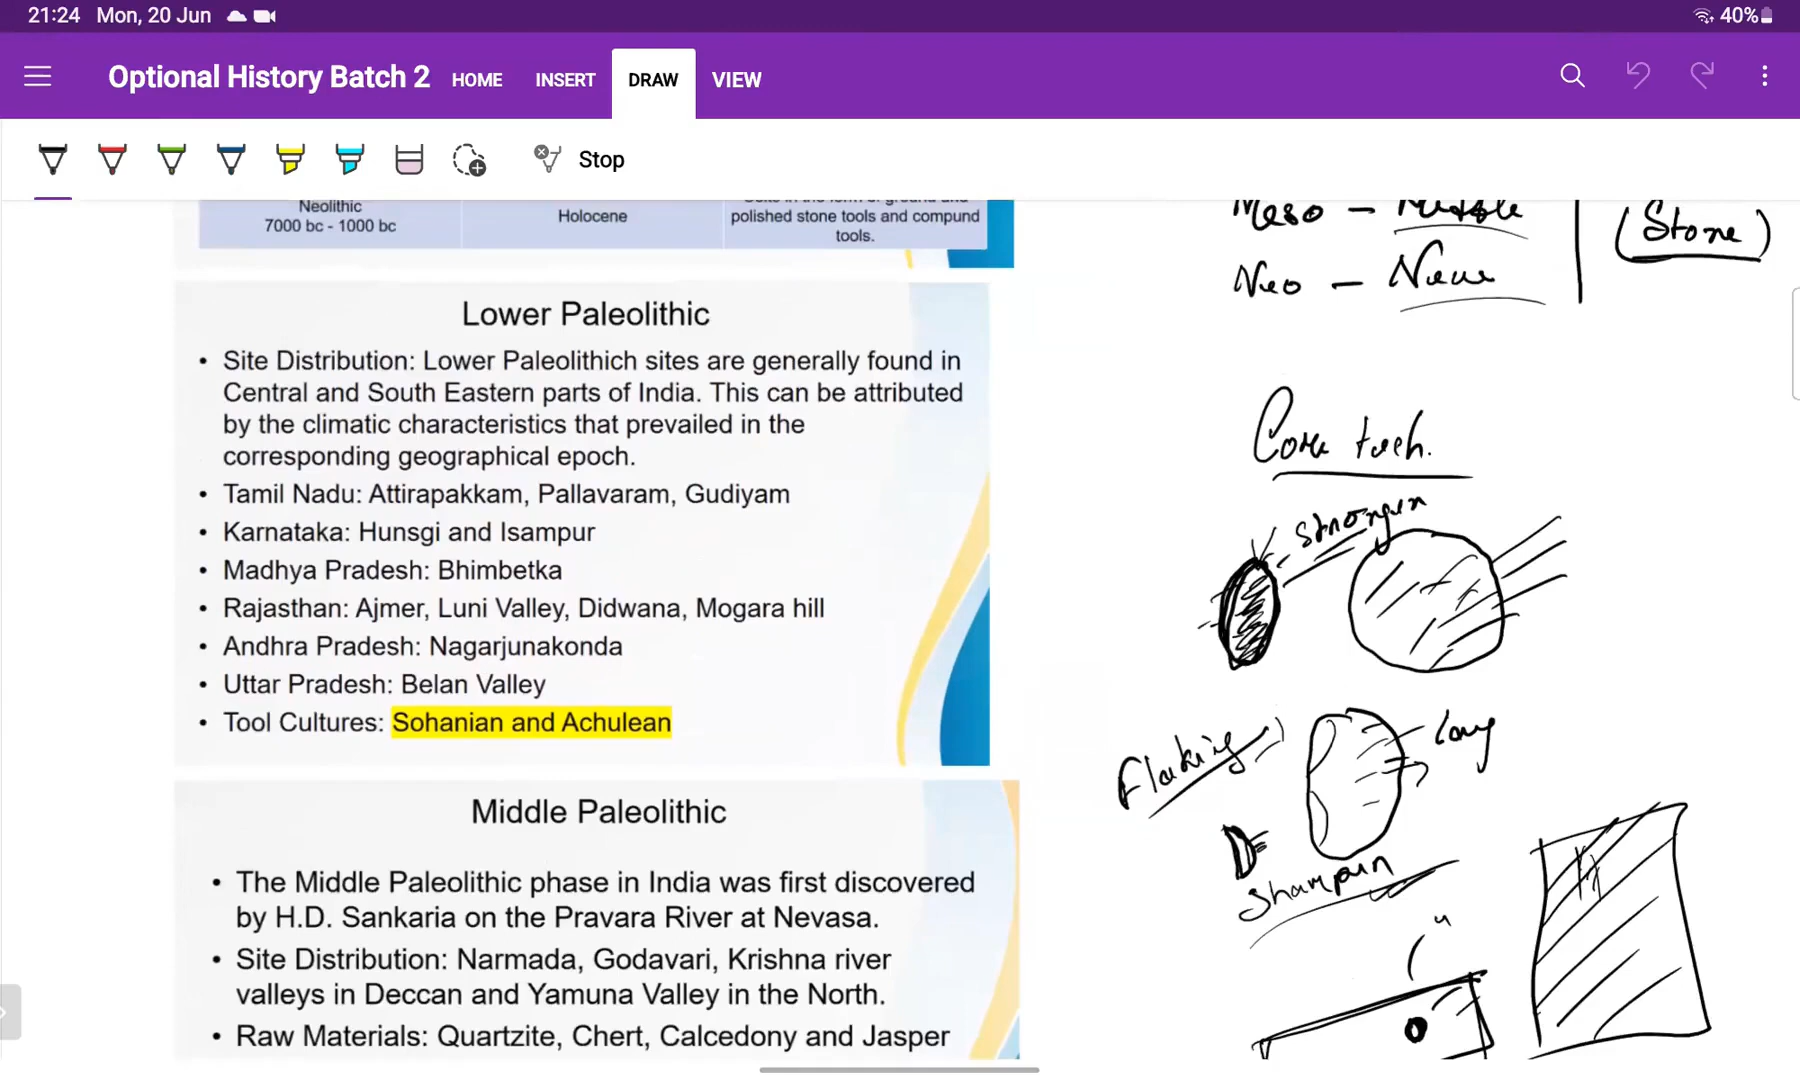 21:24 Mon, 20 Jun
40%
Optional History Batch 2 HOME INSERT DRAW VIEW
Stop
Neolithic
7000 bc - 1000 bc
Holocene
polished stone tools and compund
tools.
Meso - Middle
(Stone)
Neo - New
Lower Paleolithic
• Site Distribution: Lower Paleolithich sites are generally found in
Central and South Eastern parts of India. This can be attributed
by the climatic characteristics that prevailed in the
corresponding geographical epoch.
• Tamil Nadu: Attirapakkam, Pallavaram, Gudiyam
• Karnataka: Hunsgi and Isampur
• Madhya Pradesh: Bhimbetka
• Rajasthan: Ajmer, Luni Valley, Didwana, Mogara hill
• Andhra Pradesh: Nagarjunakonda
• Uttar Pradesh: Belan Valley
• Tool Cultures: Sohanian and Achulean
Core tech.
stronger
Flaking
long
Middle Paleolithic
• The Middle Paleolithic phase in India was first discovered
by H.D. Sankaria on the Pravara River at Nevasa.
• Site Distribution: Narmada, Godavari, Krishna river
valleys in Deccan and Yamuna Valley in the North.
• Raw Materials: Quartzite, Chert, Calcedony and Jasper